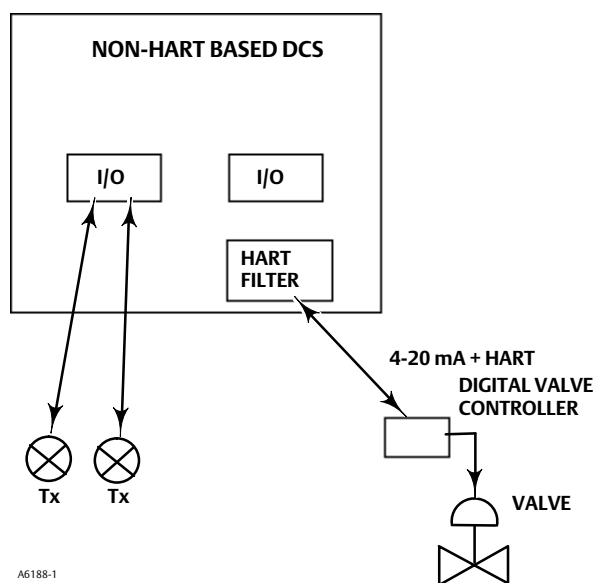 NON-HART BASED DCS
I/O
I/O
HART
FILTER
4-20 mA + HART
DIGITAL VALVE
CONTROLLER
Tx
Tx
VALVE
A6188-1